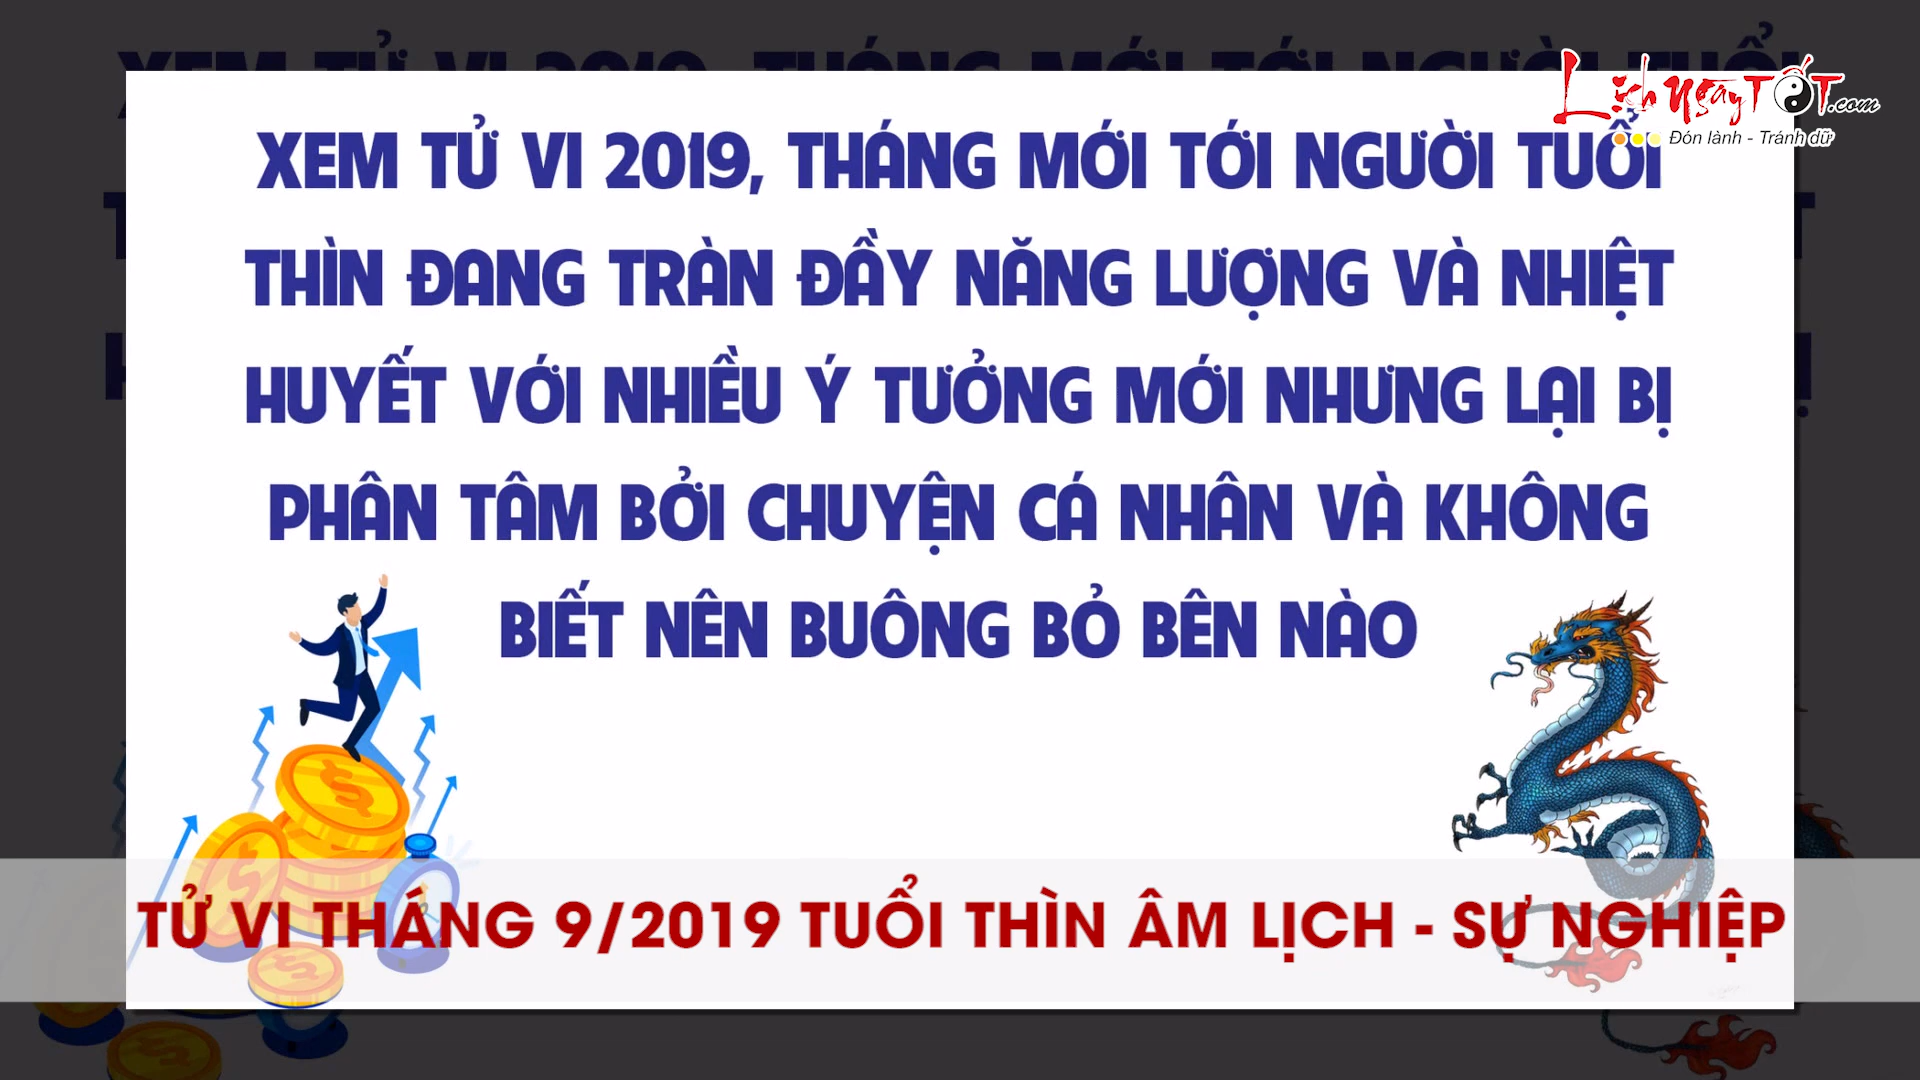 LịchngàyTỐT.com
Đón lành - Tránh dữ
XEM TỬ VI 2019, THÁNG MỚI TỚI NGƯỜI TUỔI
THÌN ĐANG TRÀN ĐẦY NĂNG LƯỢNG VÀ NHIỆT
HUYẾT VỚI NHIỀU Ý TƯỞNG MỚI NHƯNG LẠI BỊ
PHÂN TÂM BỞI CHUYỆN CÁ NHÂN VÀ KHÔNG
BIẾT NÊN BUÔNG BỎ BÊN NÀO
TỬ VI THÁNG 9/2019 TUỔI THÌN ÂM LỊCH - SỰ NGHIỆP